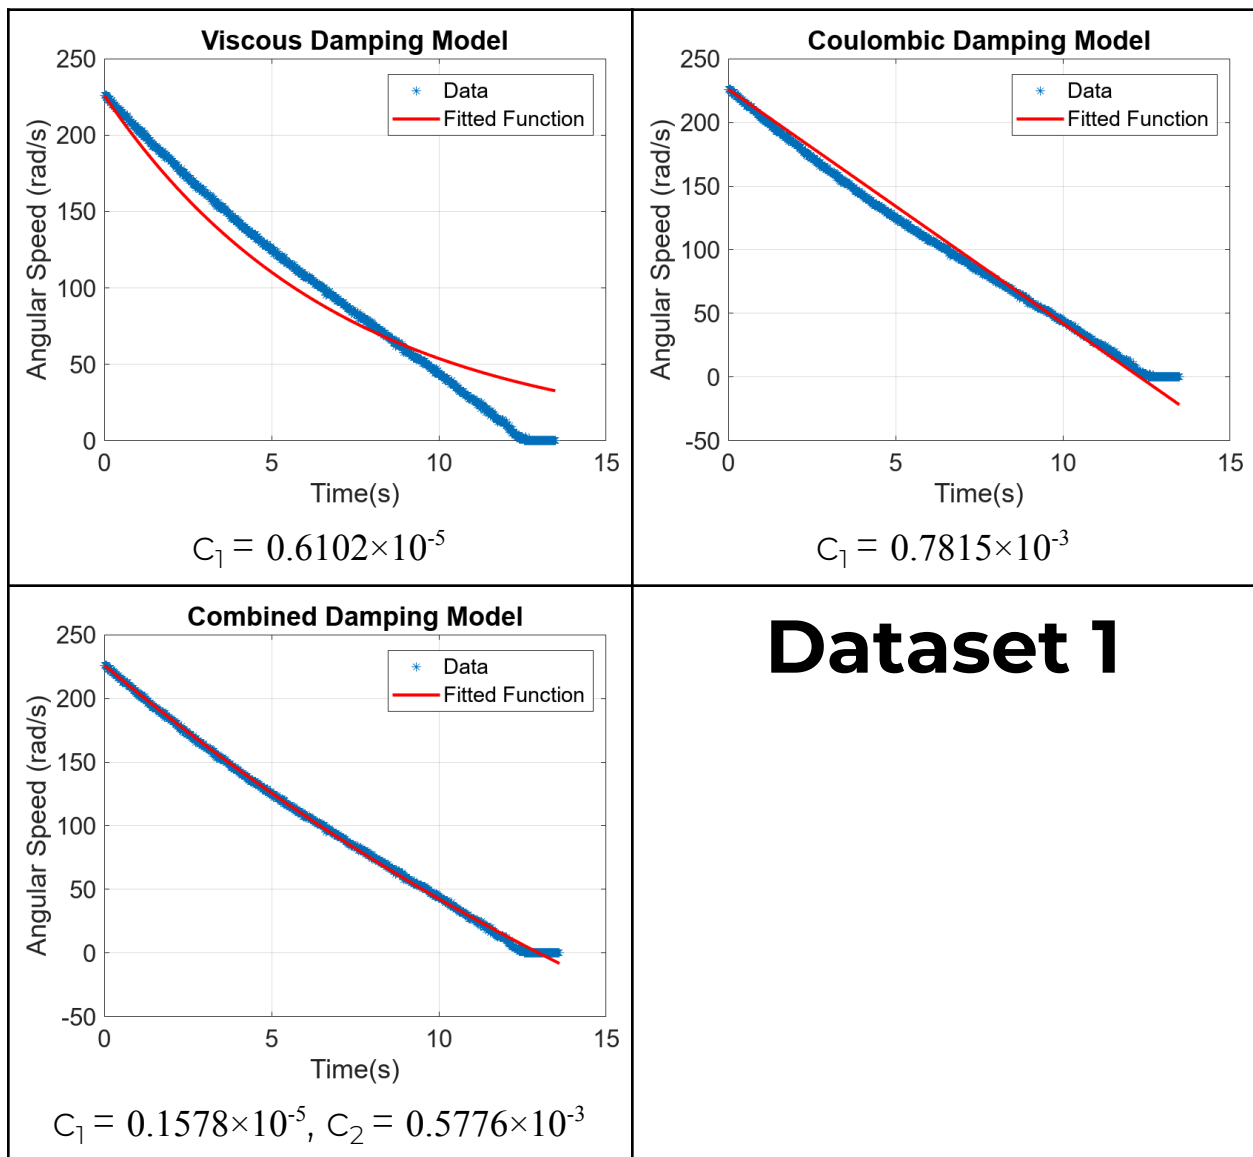 Viscous Damping Model
250
200
150
100
50
0
Angular Speed (rad/s)
Data
Fitted Function
0 5 10 15
Time(s)
C₁ = 0.6102×10⁻⁵
Coulombic Damping Model
250
200
150
100
50
0
-50
Angular Speed (rad/s)
Data
Fitted Function
0 5 10 15
Time(s)
C₁ = 0.7815×10⁻³
Combined Damping Model
250
200
150
100
50
0
-50
Angular Speed (rad/s)
Data
Fitted Function
0 5 10 15
Time(s)
C₁ = 0.1578×10⁻⁵, C₂ = 0.5776×10⁻³
Dataset 1